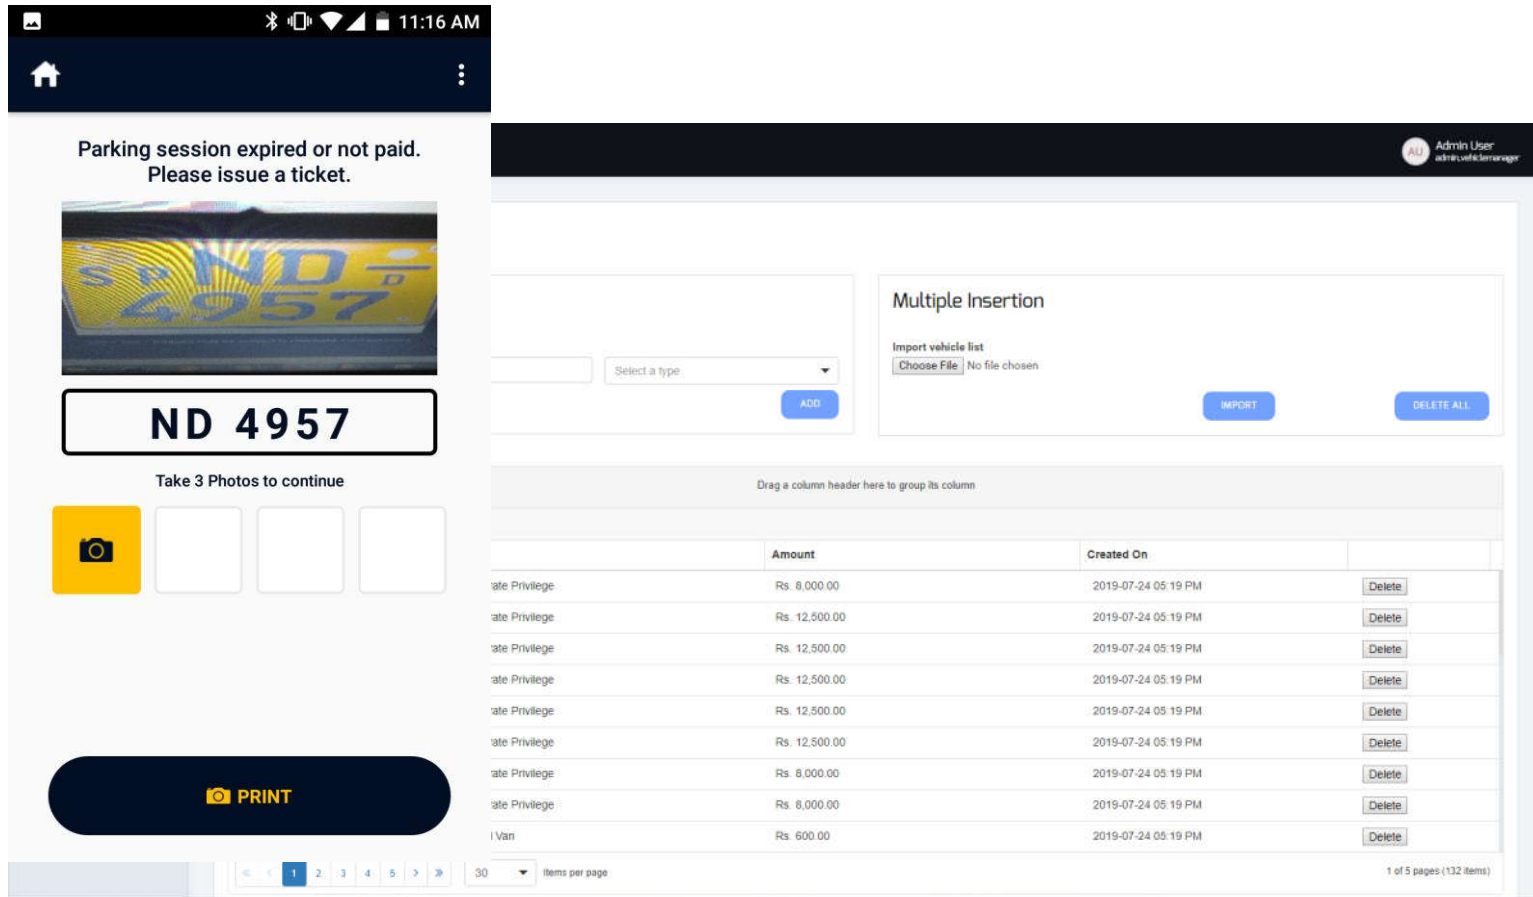 11:16 AM
Parking session expired or not paid.
Please issue a ticket.
SP ND D
4957
ND 4957
Take 3 Photos to continue
PRINT
AU
Admin User
admin,vehiclemanager
Select a type
ADD
Multiple Insertion
Import vehicle list
Choose File No file chosen
IMPORT
DELETE ALL
Drag a column header here to group its column
Amount Created On
ate Privilege Rs. 8,000.00 2019-07-24 05:19 PM Delete
ate Privilege Rs. 12,500.00 2019-07-24 05:19 PM Delete
ate Privilege Rs. 12,500.00 2019-07-24 05:19 PM Delete
ate Privilege Rs. 12,500.00 2019-07-24 05:19 PM Delete
ate Privilege Rs. 12,500.00 2019-07-24 05:19 PM Delete
ate Privilege Rs. 12,500.00 2019-07-24 05:19 PM Delete
ate Privilege Rs. 8,000.00 2019-07-24 05:19 PM Delete
ate Privilege Rs. 8,000.00 2019-07-24 05:19 PM Delete
Van Rs. 600.00 2019-07-24 05:19 PM Delete
« ‹ 1 2 3 4 5 › » 30 items per page 1 of 5 pages (132 items)